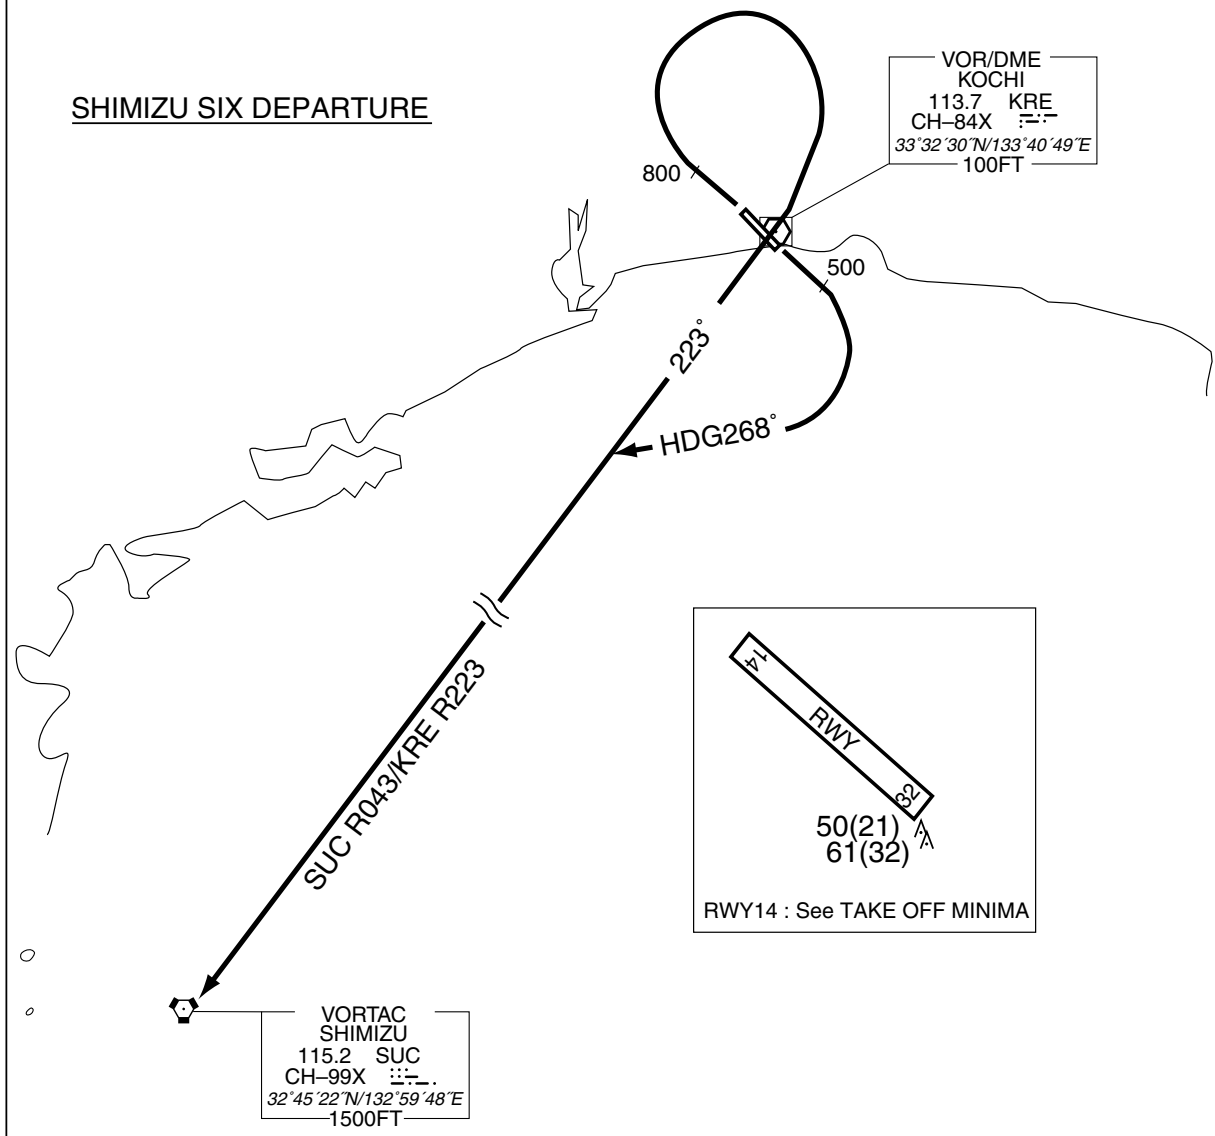 SHIMIZU SIX DEPARTURE
VOR/DME
KOCHI
113.7 KRE
CH–84X
33°32´30˝N/133°40´49˝E
100FT
800
500
223°
HDG268°
SUC R043/KRE R223
14
RWY
32
50(21)
61(32)
RWY14 : See TAKE OFF MINIMA
VORTAC
SHIMIZU
115.2 SUC
CH–99X
32°45´22˝N/132°59´48˝E
1500FT